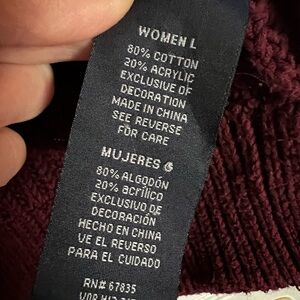 WOMEN L
80% COTTON
20% ACRYLIC
EXCLUSIVE OF
DECORATION
MADE IN CHINA
SEE REVERSE
FOR CARE
MUJERES G
80% ALGODÓN
20% acrílico
EXCLUSIVO DE
DECORACIÓN
HECHO EN CHINA
VE EL REVERSO
PARA EL CUIDADO
RN# 67835